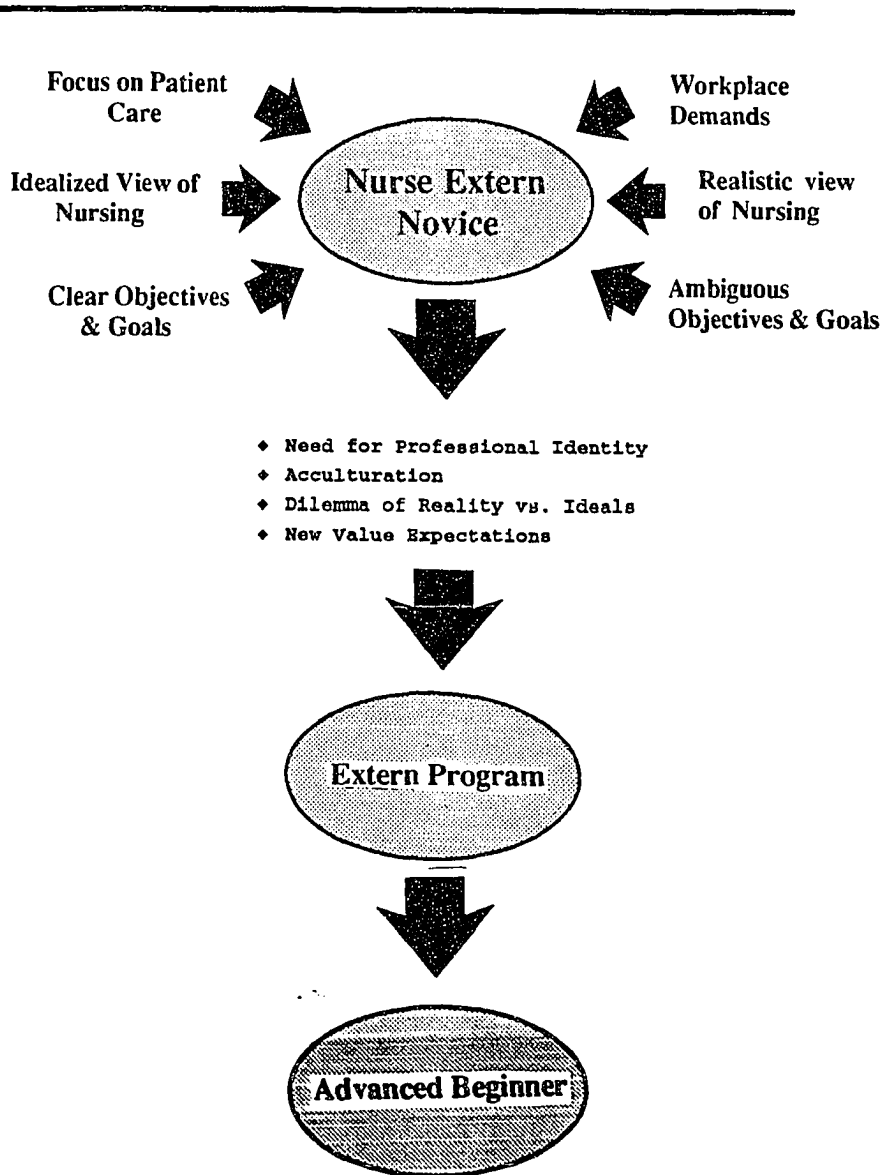 Focus on Patient
Care
Workplace
Demands
Idealized View of
Nursing
Nurse Extern
Novice
Realistic view
of Nursing
Clear Objectives
& Goals
Ambiguous
Objectives & Goals
◆ Need for Professional Identity
◆ Acculturation
◆ Dilemma of Reality vs. Ideals
◆ New Value Expectations
Extern Program
Advanced Beginner